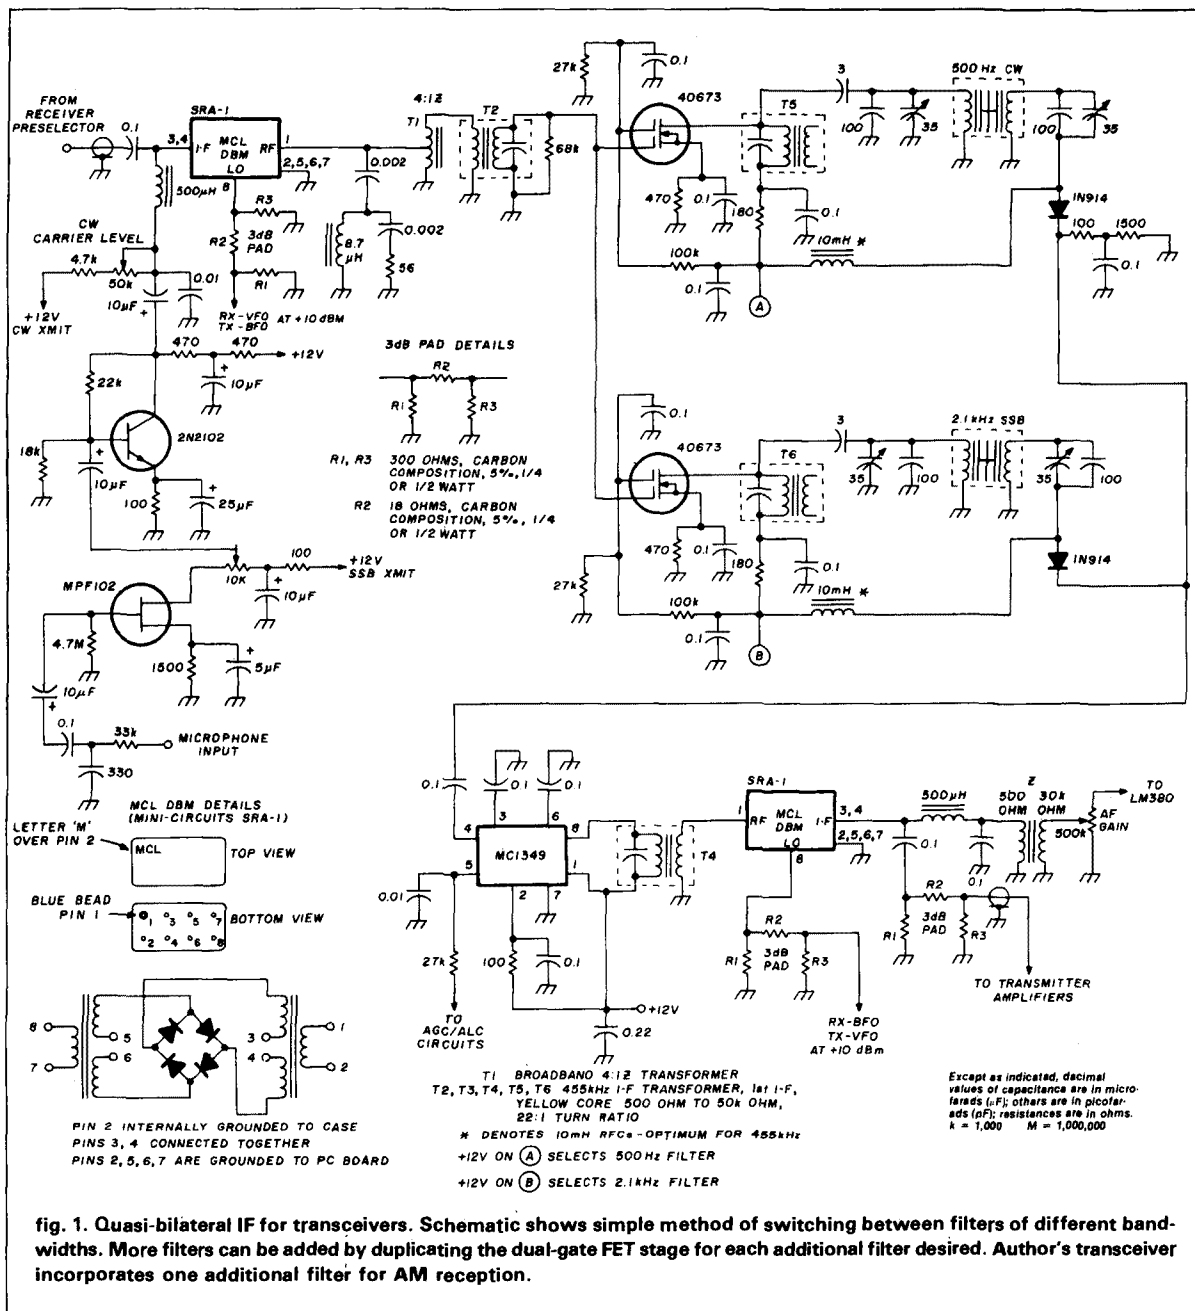 FROM
RECEIVER
PRESELECTOR
0.1
3,4
SRA-1
I-F
MCL
DBM
LO
RF
1
2,5,6,7
8
500µH
R3
R2
3dB
PAD
R1
CW
CARRIER LEVEL
4.7k
50k
0.01
10µF
+
+12V
CW XMIT
RX-VFO
TX-BFO
AT +10 dBM
4:1Z
T1
T2
0.002
8.7
µH
0.002
56
68k
470
470
+12V
+
10µF
22k
2N2102
18k
+
10µF
100
+
25µF
3dB PAD DETAILS
R2
R1
R3
R1, R3 300 OHMS, CARBON
COMPOSITION, 5%, 1/4
OR 1/2 WATT
R2 18 OHMS, CARBON
COMPOSITION, 5%, 1/4
OR 1/2 WATT
10K
100
+12V
SSB XMIT
+
10µF
MPF102
4.7M
1500
+
5µF
10µF
+
0.1
33k
MICROPHONE
INPUT
330
27k
0.1
40673
T5
3
100
35
500 Hz CW
100
35
470
0.1
180
0.1
10mH *
100k
0.1
A
1N914
100
1500
0.1
0.1
40673
T6
3
35
100
2.1kHz SSB
35
100
470
0.1
180
0.1
10mH *
27k
100k
0.1
B
1N914
MCL DBM DETAILS
(MINI-CIRCUITS SRA-1)
LETTER 'M'
OVER PIN 2
MCL
TOP VIEW
BLUE BEAD
PIN 1
1 3 5 7
2 4 6 8
BOTTOM VIEW
8
7
5
6
3
4
1
2
PIN 2 INTERNALLY GROUNDED TO CASE
PINS 3, 4 CONNECTED TOGETHER
PINS 2, 5, 6, 7 ARE GROUNDED TO PC BOARD
0.1
0.1
0.1
3
6
4
8
MC1349
5
1
2
7
0.01
27k
TO
AGC/ALC
CIRCUITS
100
0.1
+12V
0.22
T4
SRA-1
1
RF
MCL
DBM
LO
I-F
3,4
2,5,6,7
8
R2
R1
3dB
PAD
R3
RX-BFO
TX-VFO
AT +10 dBm
500µH
0.1
0.1
Z
500
OHM
30k
OHM
500k
TO
LM380
AF
GAIN
R2
R1
3dB
PAD
R3
TO TRANSMITTER
AMPLIFIERS
T1 BROADBAND 4:1Z TRANSFORMER
T2, T3, T4, T5, T6 455kHz I-F TRANSFORMER, 1st I-F,
YELLOW CORE 500 OHM TO 50k OHM,
22:1 TURN RATIO
* DENOTES 10mH RFCs - OPTIMUM FOR 455kHz
+12V ON A SELECTS 500Hz FILTER
+12V ON B SELECTS 2.1kHz FILTER
Except as indicated, decimal
values of capacitance are in micro-
farads (µF); others are in picofar-
ads (pF); resistances are in ohms.
k = 1,000 M = 1,000,000
fig. 1. Quasi-bilateral IF for transceivers. Schematic shows simple method of switching between filters of different band-
widths. More filters can be added by duplicating the dual-gate FET stage for each additional filter desired. Author's transceiver
incorporates one additional filter for AM reception.